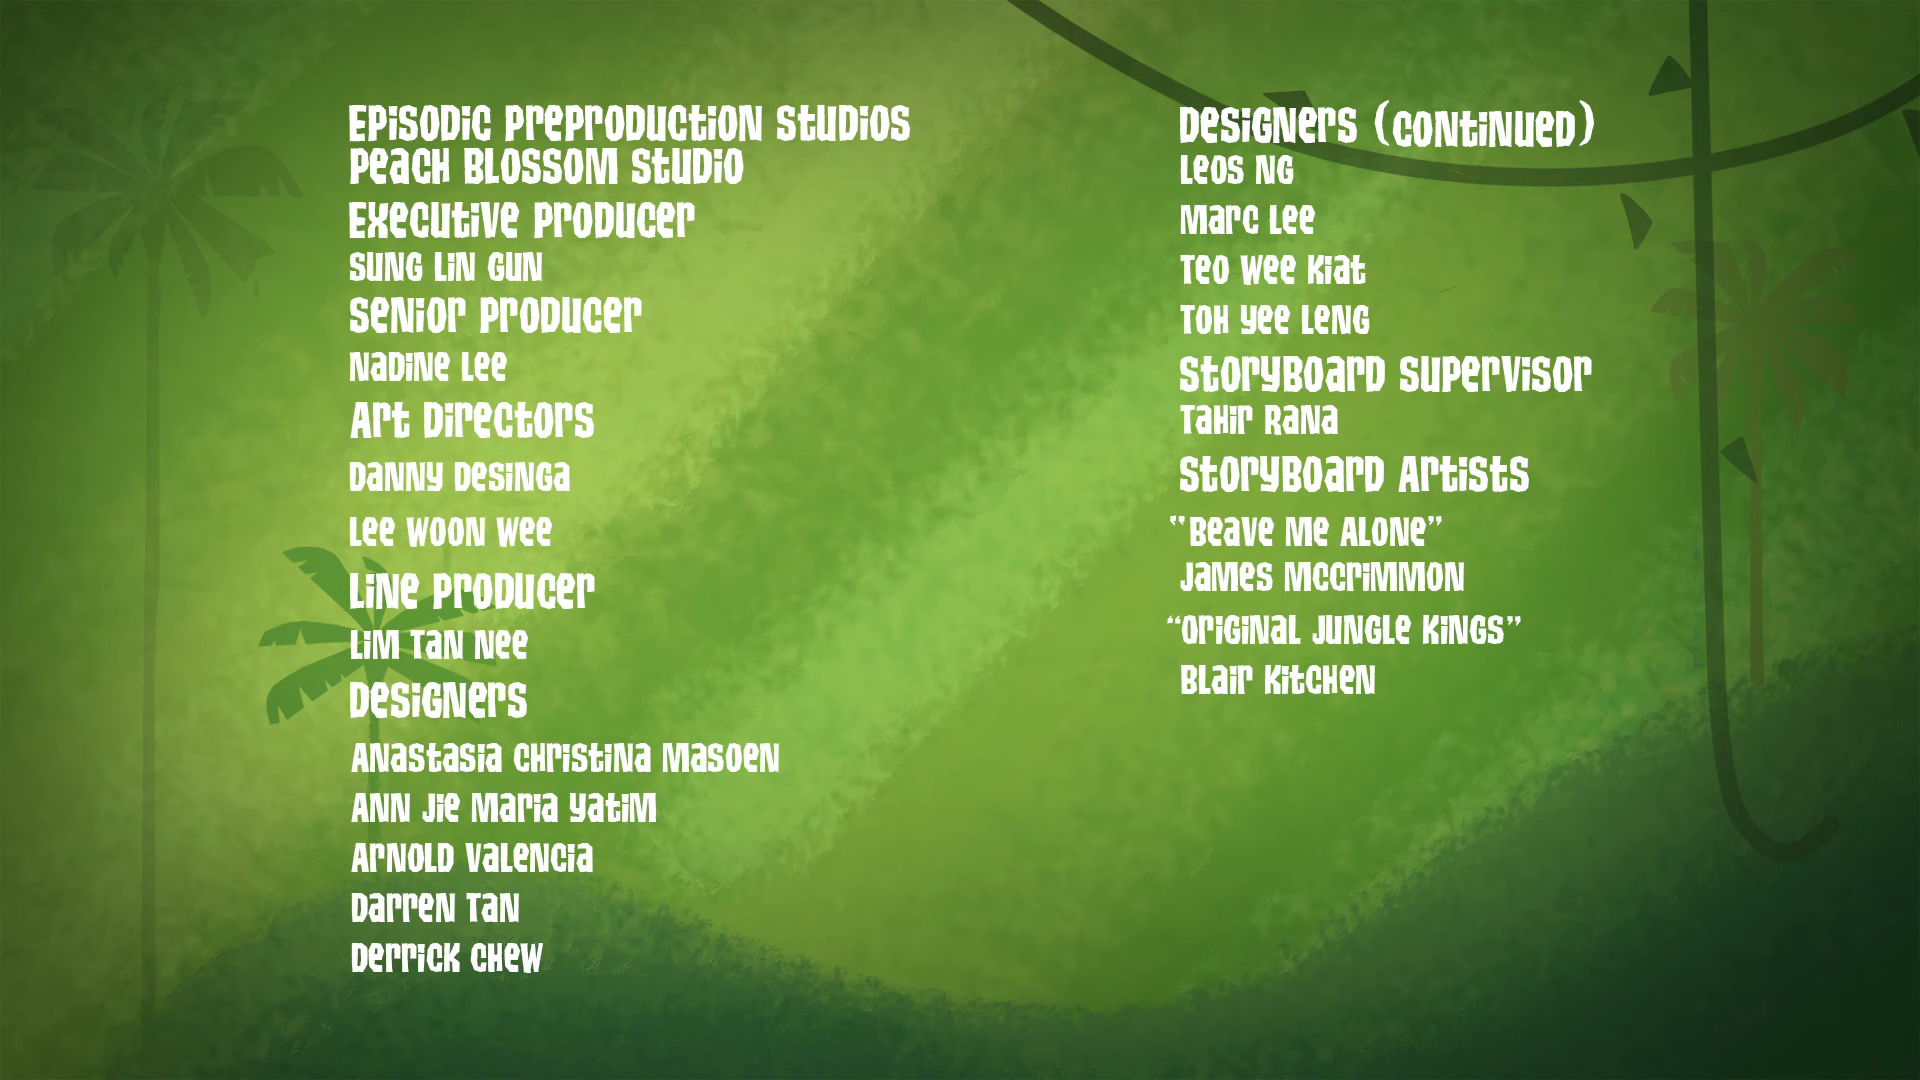 Episodic Preproduction Studios
Peach Blossom Studio
Executive Producer
Sung Lin Gun
Senior Producer
Nadine Lee
Art Directors
Danny Desinga
Lee Woon Wee
Line Producer
Lim Tan Nee
Designers
Anastasia Christina Masoen
Ann Jie Maria Yatim
Arnold Valencia
Darren Tan
Derrick Chew
Designers (continued)
Leos Ng
Marc Lee
Teo Wee Kiat
Toh Yee Leng
Storyboard Supervisor
Tahir Rana
Storyboard Artists
“Beave Me Alone”
James McCrimmon
“Original Jungle Kings”
Blair Kitchen